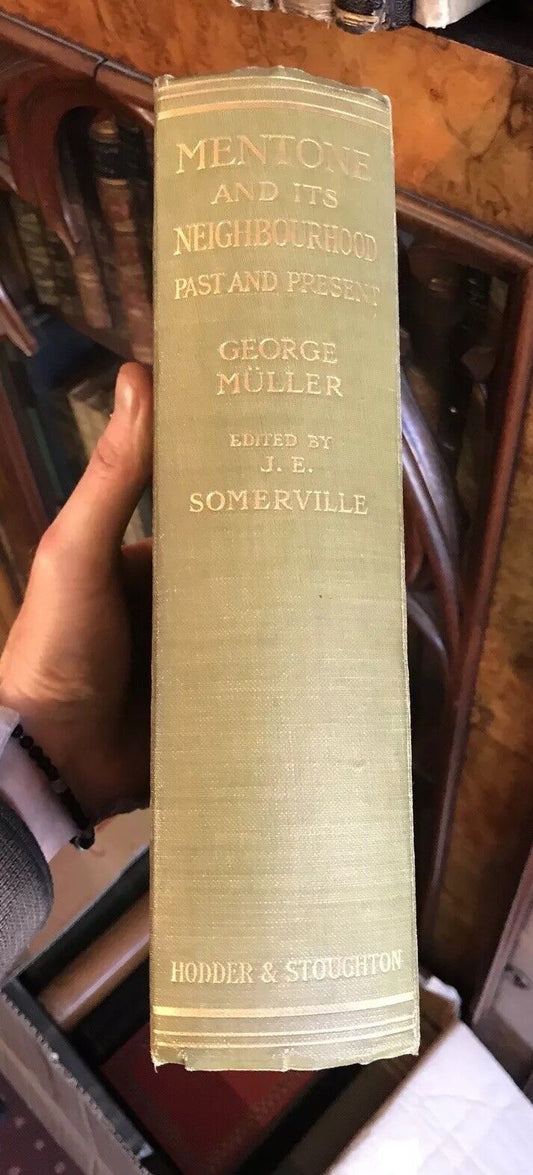 MENTONE
AND ITS
NEIGHBOURHOOD
PAST AND PRESENT
GEORGE
MÜLLER
EDITED BY
J. E.
SOMERVILLE
HODDER & STOUGHTON